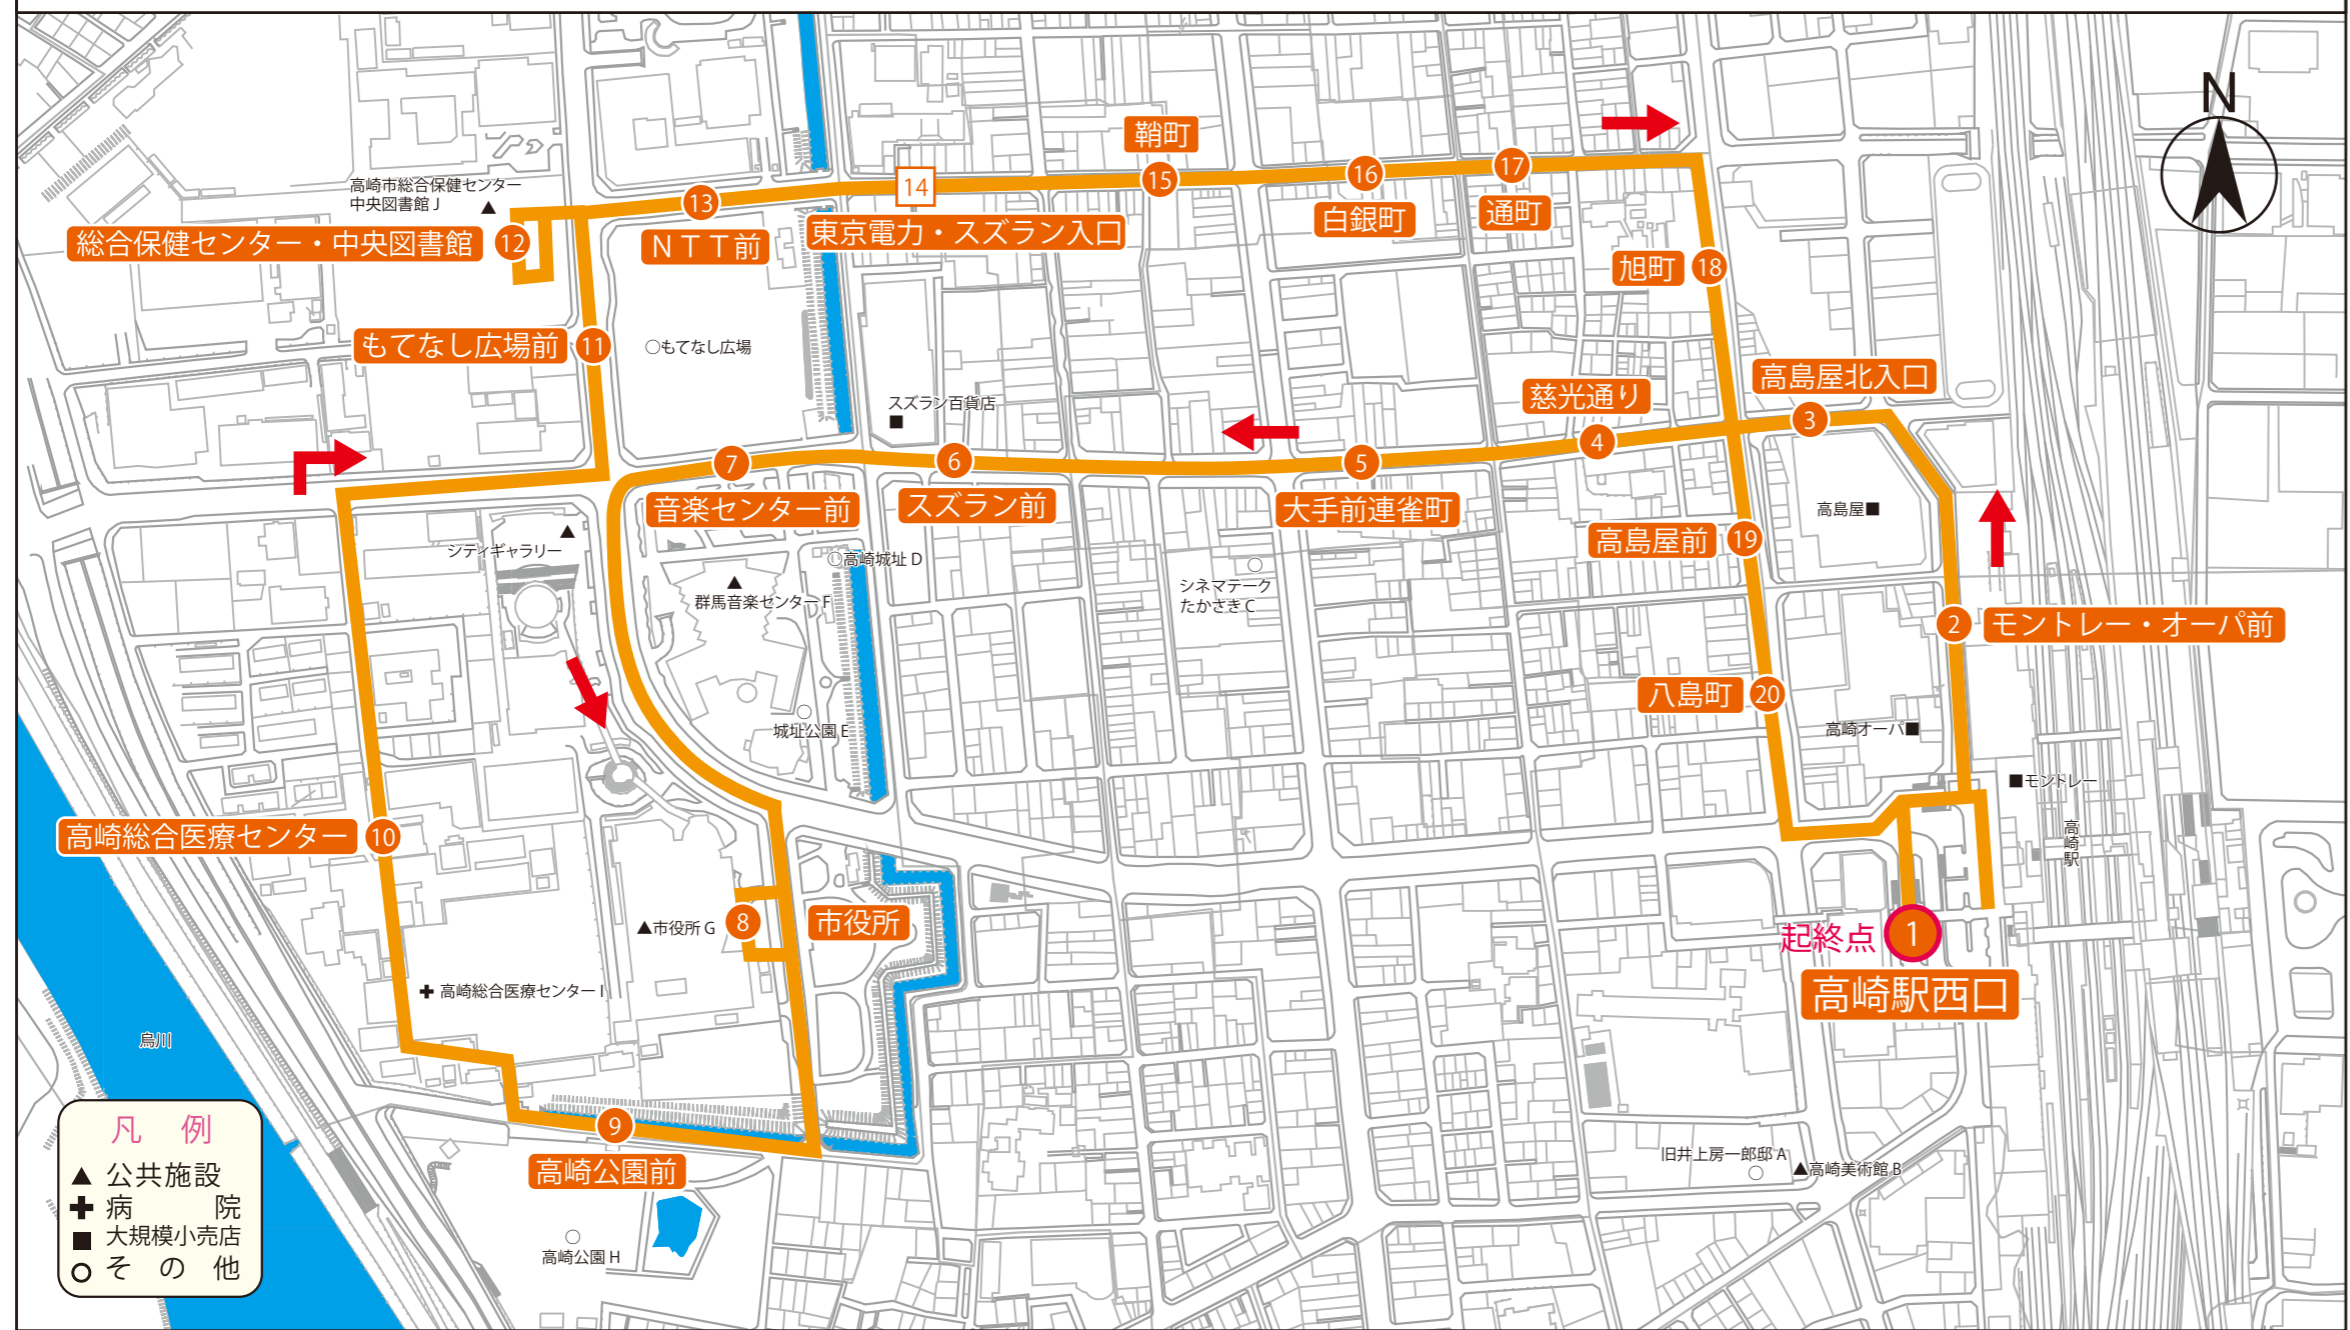 N
鞘町
14
15
16
17
13
高崎市総合保健センター
中央図書館 J ▲
総合保健センター・中央図書館
12
NTT前
東京電力・スズラン入口
白銀町
通町
旭町
18
もてなし広場前
11
○もてなし広場
スズラン百貨店
■
慈光通り
高島屋北入口
3
4
5
6
7
音楽センター前
スズラン前
大手前連雀町
高島屋■
シティギャラリー
▲
○高崎城址 D
▲
群馬音楽センター F
シネマテーク
たかさき C
高島屋前
19
2
モントレー・オーパ前
八島町
20
城址公園 E
高崎オーパ■
■モントレー
高崎駅
高崎総合医療センター
10
▲市役所 G
8
市役所
起終点
1
高崎駅西口
✚ 高崎総合医療センター I
烏川
9
高崎公園前
旧井上房一郎邸 A
▲高崎美術館 B
高崎公園 H
凡 例
▲ 公共施設
✚ 病 院
■ 大規模小売店
○ そ の 他